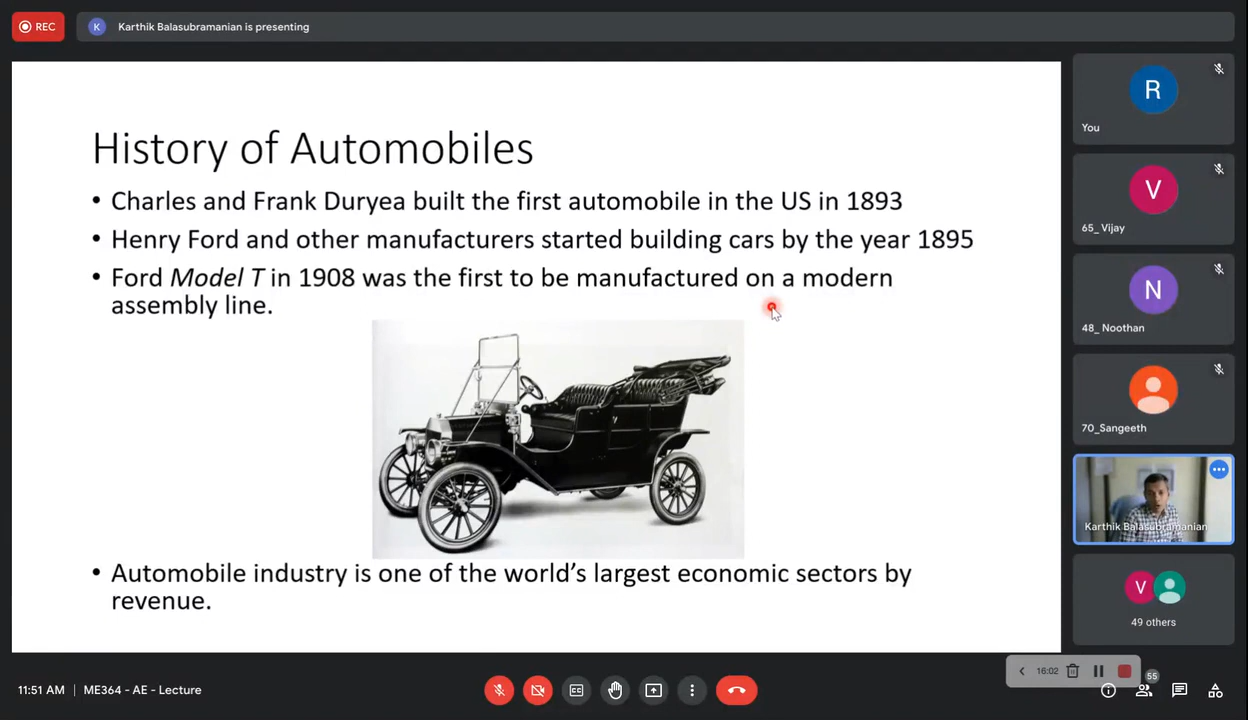 REC
K
Karthik Balasubramanian is presenting
History of Automobiles
• Charles and Frank Duryea built the first automobile in the US in 1893
• Henry Ford and other manufacturers started building cars by the year 1895
• Ford Model T in 1908 was the first to be manufactured on a modern
assembly line.
• Automobile industry is one of the world’s largest economic sectors by
revenue.
R
You
V
65_ Vijay
N
48_ Noothan
70_Sangeeth
Karthik Balasubramanian
V
49 others
16:02
11:51 AM | ME364 - AE - Lecture
CC
55